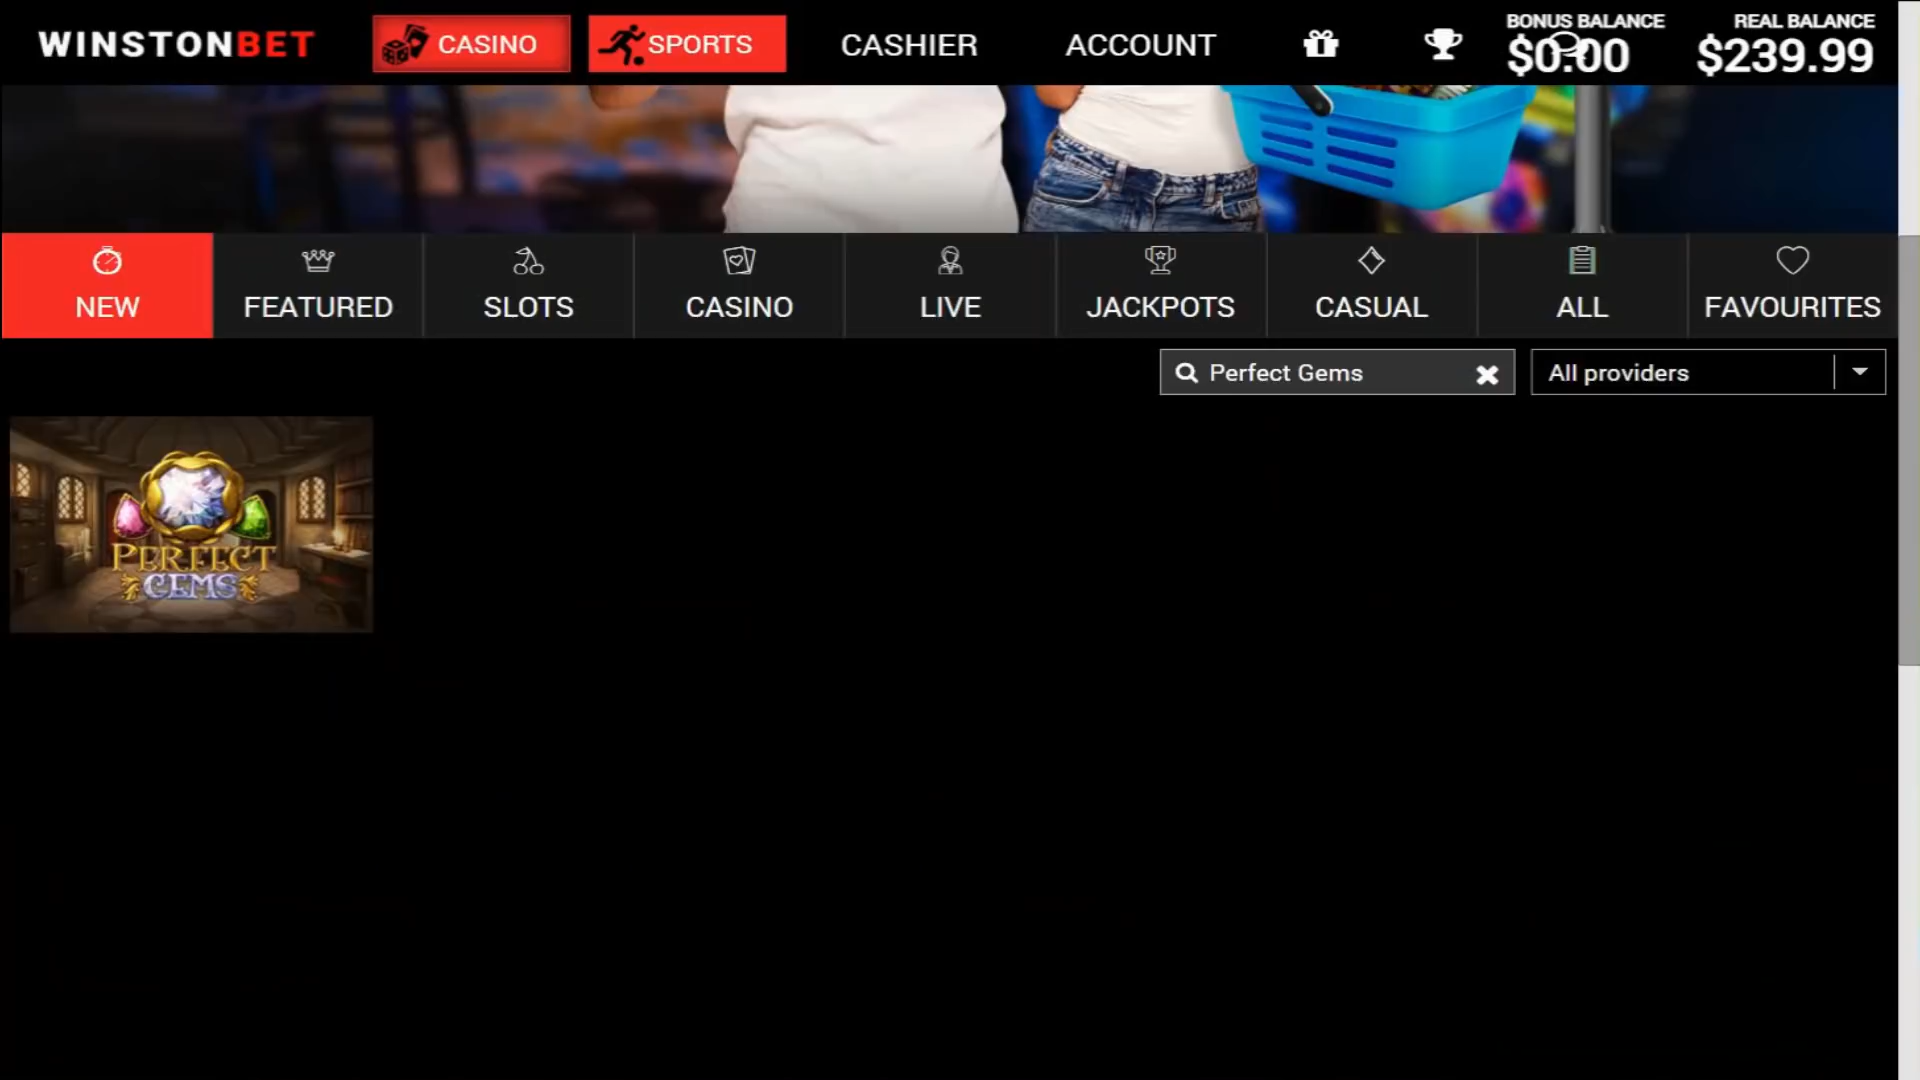 WINSTONBET
CASINO
SPORTS
CASHIER
ACCOUNT
BONUS BALANCE
$0.00
REAL BALANCE
$239.99
NEW
FEATURED
SLOTS
CASINO
LIVE
JACKPOTS
CASUAL
ALL
FAVOURITES
Perfect Gems
All providers
PERFECT
GEMS